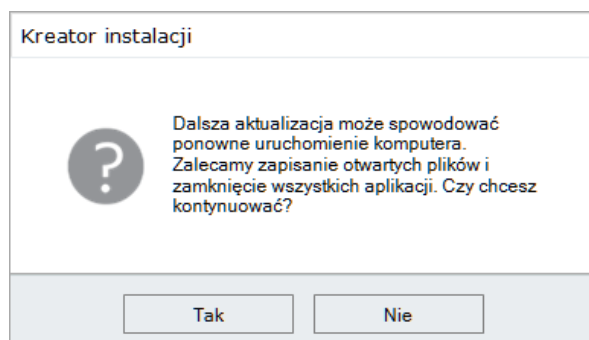 Kreator instalacji
Dalsza aktualizacja może spowodować
ponowne uruchomienie komputera.
Zalecamy zapisanie otwartych plików i
zamknięcie wszystkich aplikacji. Czy chcesz
kontynuować?
Tak
Nie